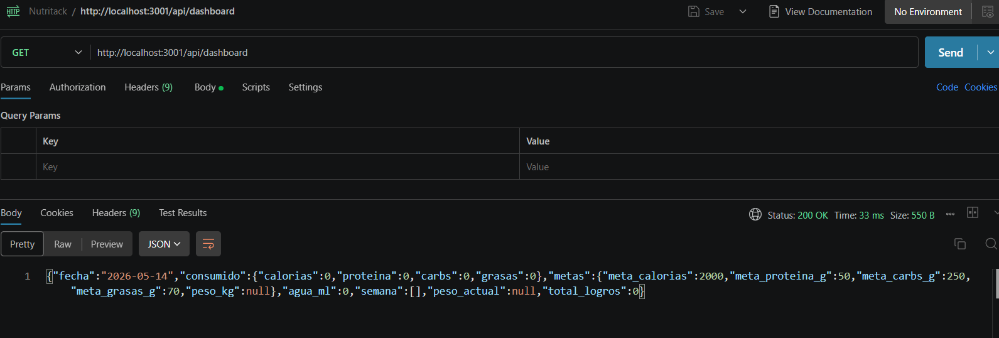 HTTP Nutritack / http://localhost:3001/api/dashboard Save View Documentation No Environment
GET http://localhost:3001/api/dashboard Send
Params Authorization Headers (9) Body Scripts Settings Code Cookies
Query Params
Key Value
Key Value
Body Cookies Headers (9) Test Results Status: 200 OK Time: 33 ms Size: 550 B
Pretty Raw Preview JSON
1 {"fecha":"2026-05-14","consumido":{"calorias":0,"proteina":0,"carbs":0,"grasas":0},"metas":{"meta_calorias":2000,"meta_proteina_g":50,"meta_carbs_g":250,
"meta_grasas_g":70,"peso_kg":null},"agua_ml":0,"semana":[],"peso_actual":null,"total_logros":0}